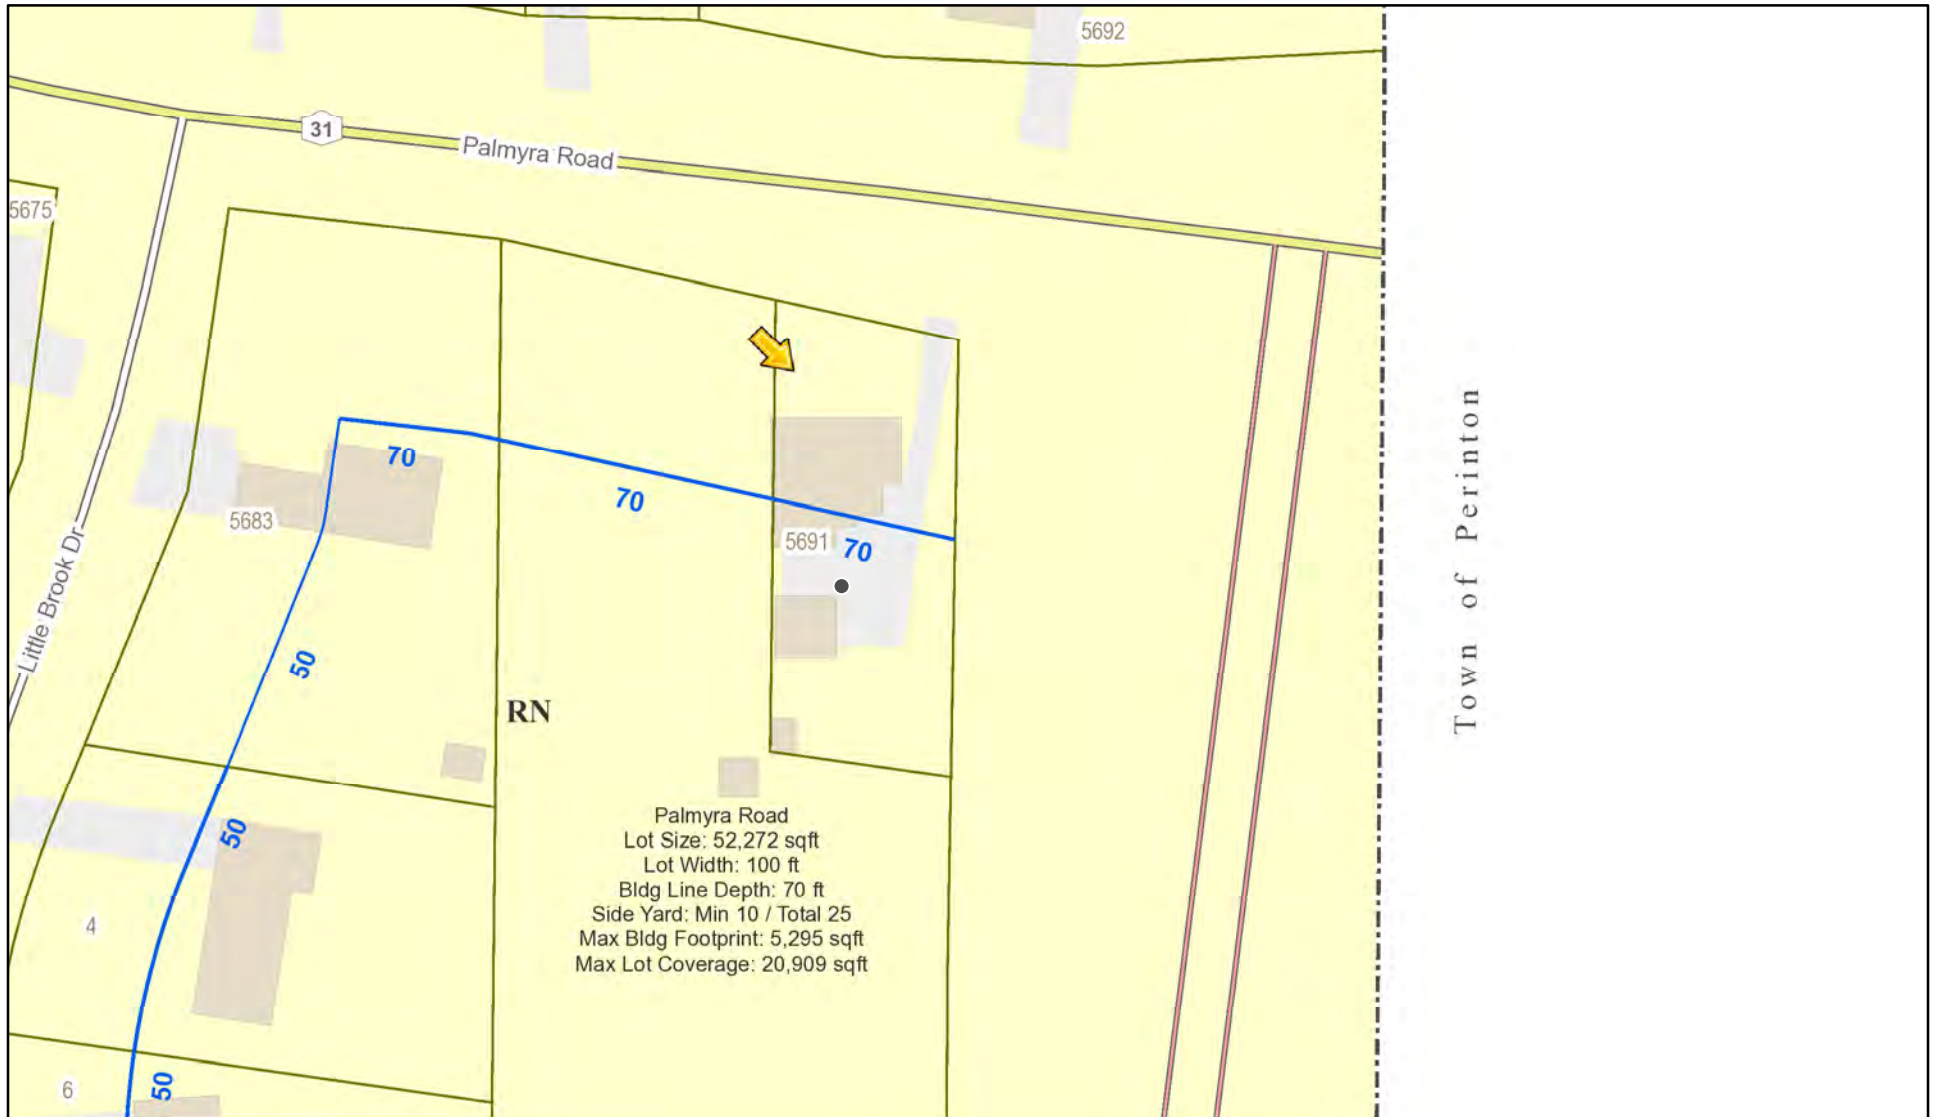 5692
31
Palmyra Road
5675
70
70
5683
5691
70
Little Brook Dr
50
RN
Town of Perinton
Palmyra Road
Lot Size: 52,272 sqft
Lot Width: 100 ft
Bldg Line Depth: 70 ft
Side Yard: Min 10 / Total 25
Max Bldg Footprint: 5,295 sqft
Max Lot Coverage: 20,909 sqft
50
4
6
50